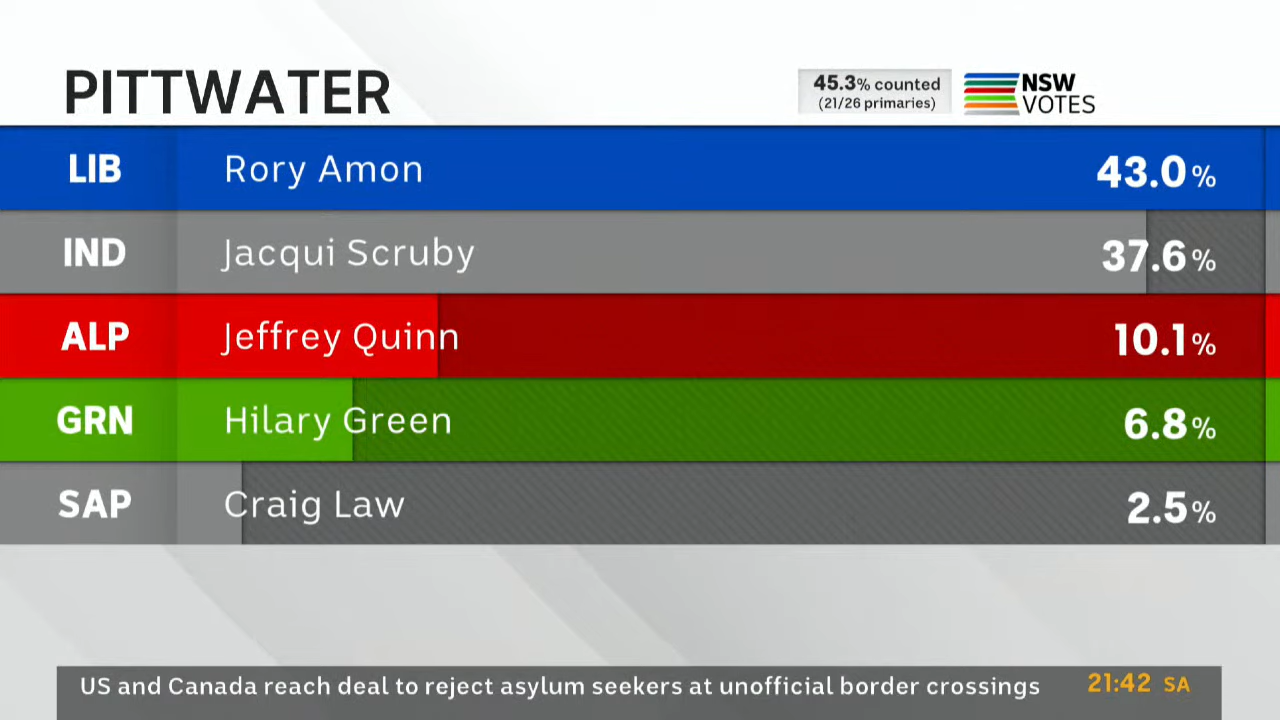 PITTWATER
45.3% counted
(21/26 primaries)
NSW
VOTES
LIB Rory Amon 43.0%
IND Jacqui Scruby 37.6%
ALP Jeffrey Quinn 10.1%
GRN Hilary Green 6.8%
SAP Craig Law 2.5%
US and Canada reach deal to reject asylum seekers at unofficial border crossings 21:42 SA